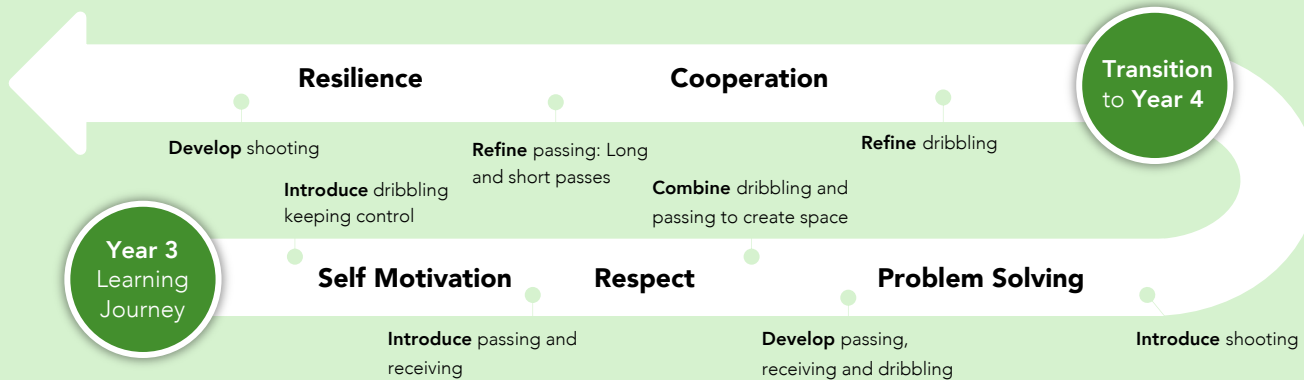 Resilience
Cooperation
Transition
to Year 4
Develop shooting
Refine passing: Long
and short passes
Refine dribbling
Introduce dribbling
keeping control
Combine dribbling and
passing to create space
Year 3
Learning
Journey
Self Motivation
Respect
Problem Solving
Introduce passing and
receiving
Develop passing,
receiving and dribbling
Introduce shooting